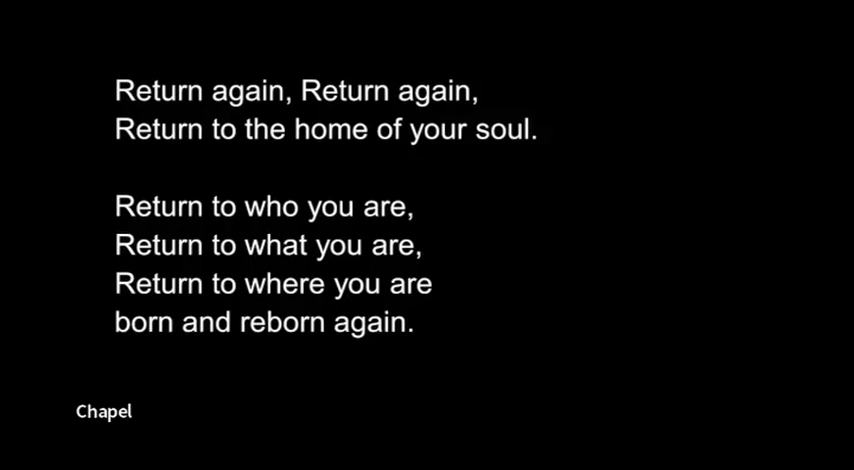 Return again, Return again,
Return to the home of your soul.
Return to who you are,
Return to what you are,
Return to where you are
born and reborn again.
Chapel